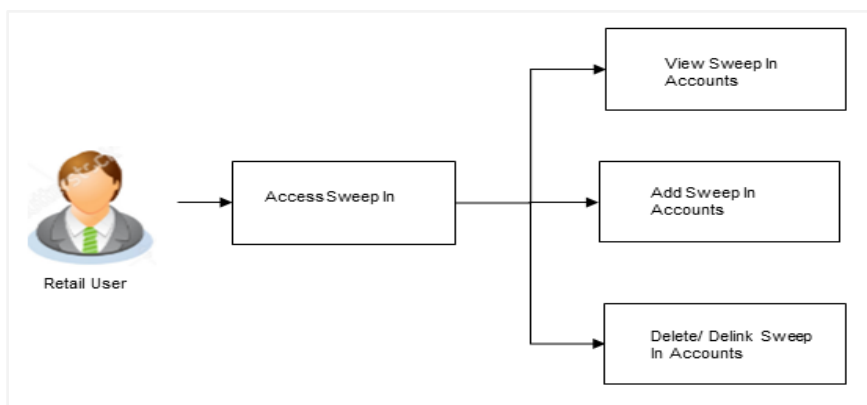 View Sweep In
Accounts
Access Sweep In
Add Sweep In
Accounts
Retail User
Delete/ Delink Sweep
In Accounts